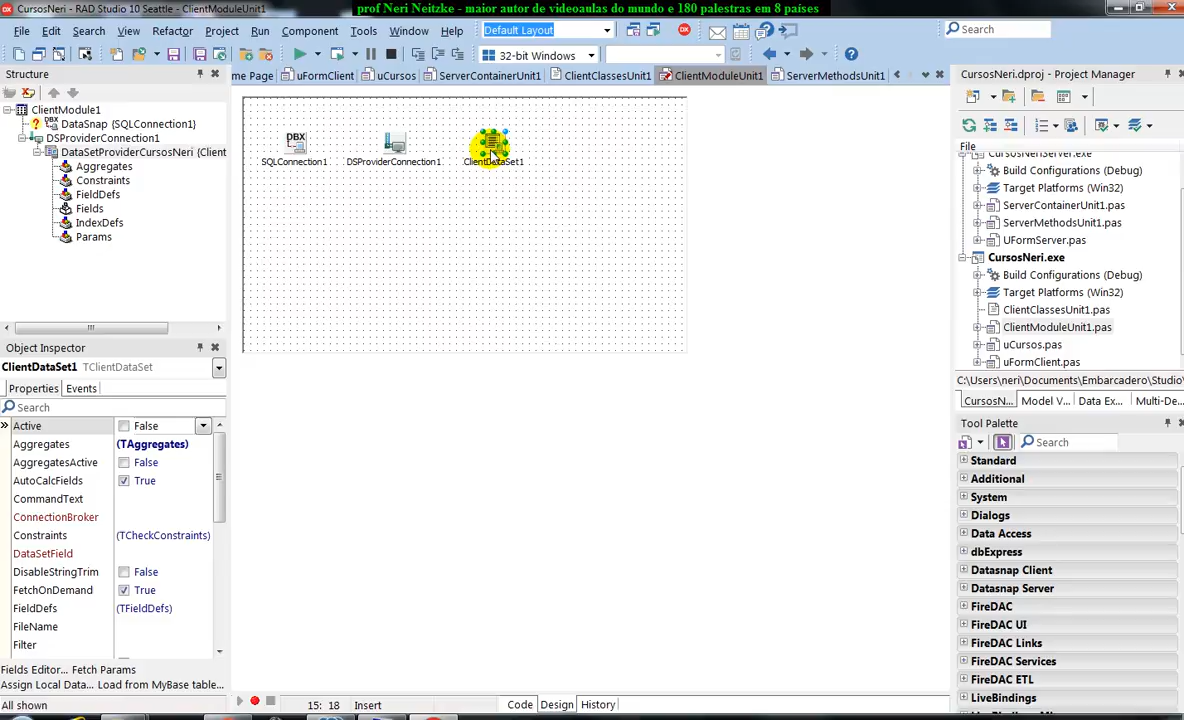 CursosNeri - RAD Studio 10 Seattle - ClientModuleUnit1
prof Neri Neitzke - maior autor de videoaulas do mundo e 180 palestras em 8 países
File Edit Search View Refactor Project Run Component Tools Window Help
Default Layout
Search
32-bit Windows
Structure
me Page uFormClient uCursos ServerContainerUnit1 ClientClassesUnit1 ClientModuleUnit1 ServerMethodsUnit1
ClientModule1
DataSnap {SQLConnection1}
DSProviderConnection1
DataSetProviderCursosNeri {Client
Aggregates
Constraints
FieldDefs
Fields
IndexDefs
Params
DBX
SQLConnection1
DSProviderConnection1
ClientDataSet1
Object Inspector
ClientDataSet1 TClientDataSet
Properties Events
Search
Active False
Aggregates (TAggregates)
AggregatesActive False
AutoCalcFields True
CommandText
ConnectionBroker
Constraints (TCheckConstraints)
DataSetField
DisableStringTrim False
FetchOnDemand True
FieldDefs (TFieldDefs)
FileName
Filter
Fields Editor... Fetch Params
Assign Local Data... Load from MyBase table...
All shown
15: 18 Insert
Code Design History
CursosNeri.dproj - Project Manager
File
CursosNeriServer.exe
Build Configurations (Debug)
Target Platforms (Win32)
ServerContainerUnit1.pas
ServerMethodsUnit1.pas
UFormServer.pas
CursosNeri.exe
Build Configurations (Debug)
Target Platforms (Win32)
ClientClassesUnit1.pas
ClientModuleUnit1.pas
uCursos.pas
uFormClient.pas
C:\Users\neri\Documents\Embarcadero\Studio\
CursosN... Model V... Data Ex... Multi-De...
Tool Palette
Search
Standard
Additional
System
Dialogs
Data Access
dbExpress
Datasnap Client
Datasnap Server
FireDAC
FireDAC UI
FireDAC Links
FireDAC Services
FireDAC ETL
LiveBindings